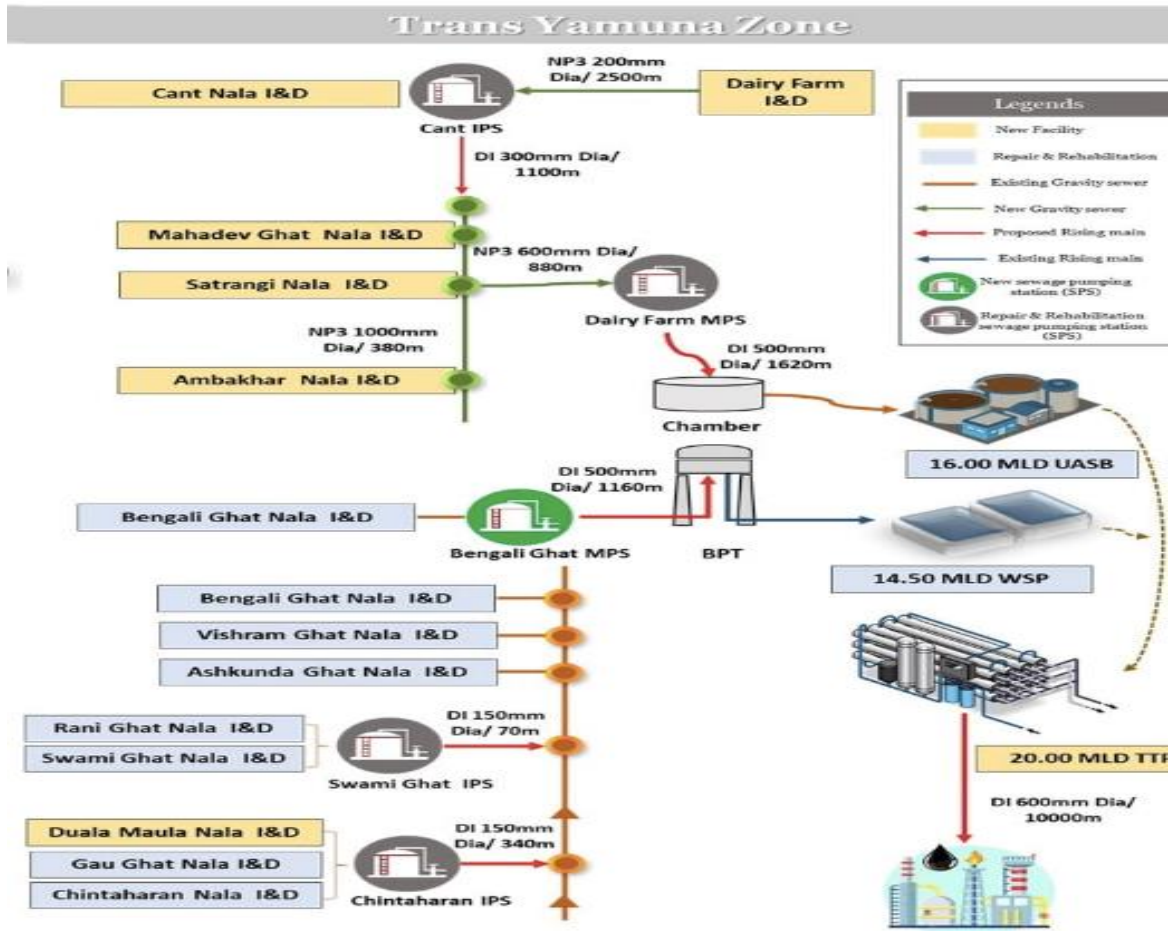 Trans Yamuna Zone
NP3 200mm
Dia/ 2500m
Cant Nala I&D
Dairy Farm
I&D
Cant IPS
DI 300mm Dia/
1100m
Mahadev Ghat Nala I&D
NP3 600mm Dia/
880m
Satrangi Nala I&D
Dairy Farm MPS
NP3 1000mm
Dia/ 380m
DI 500mm
Dia/ 1620m
Ambakhar Nala I&D
Chamber
Legends
New Facility
Repair & Rehabilitation
Existing Gravity sewer
New Gravity sewer
Proposed Rising main
Existing Rising main
New sewage pumping
station (SPS)
Repair & Rehabilitation
sewage pumping station
(SPS)
16.00 MLD UASB
DI 500mm
Dia/ 1160m
Bengali Ghat Nala I&D
Bengali Ghat MPS
BPT
14.50 MLD WSP
Bengali Ghat Nala I&D
Vishram Ghat Nala I&D
Ashkunda Ghat Nala I&D
Rani Ghat Nala I&D
Swami Ghat Nala I&D
DI 150mm
Dia/ 70m
Swami Ghat IPS
20.00 MLD TTP
DI 600mm Dia/
10000m
Duala Maula Nala I&D
Gau Ghat Nala I&D
Chintaharan Nala I&D
DI 150mm
Dia/ 340m
Chintaharan IPS